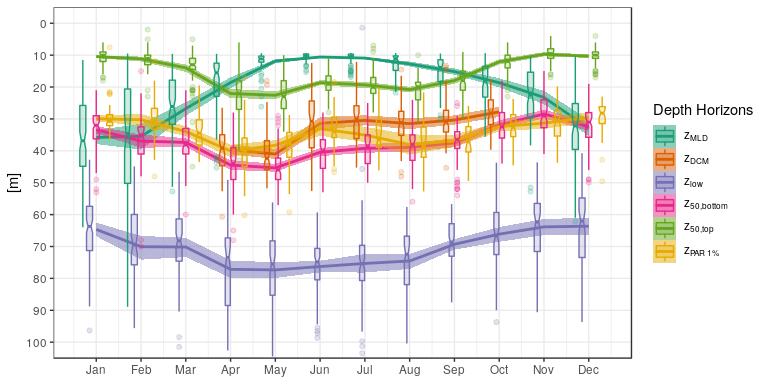 [m]
0
10
20
30
40
50
60
70
80
90
100
Jan Feb Mar Apr May Jun Jul Aug Sep Oct Nov Dec
Depth Horizons
zMLD
zDCM
zlow
z50,bottom
z50,top
zPAR 1%